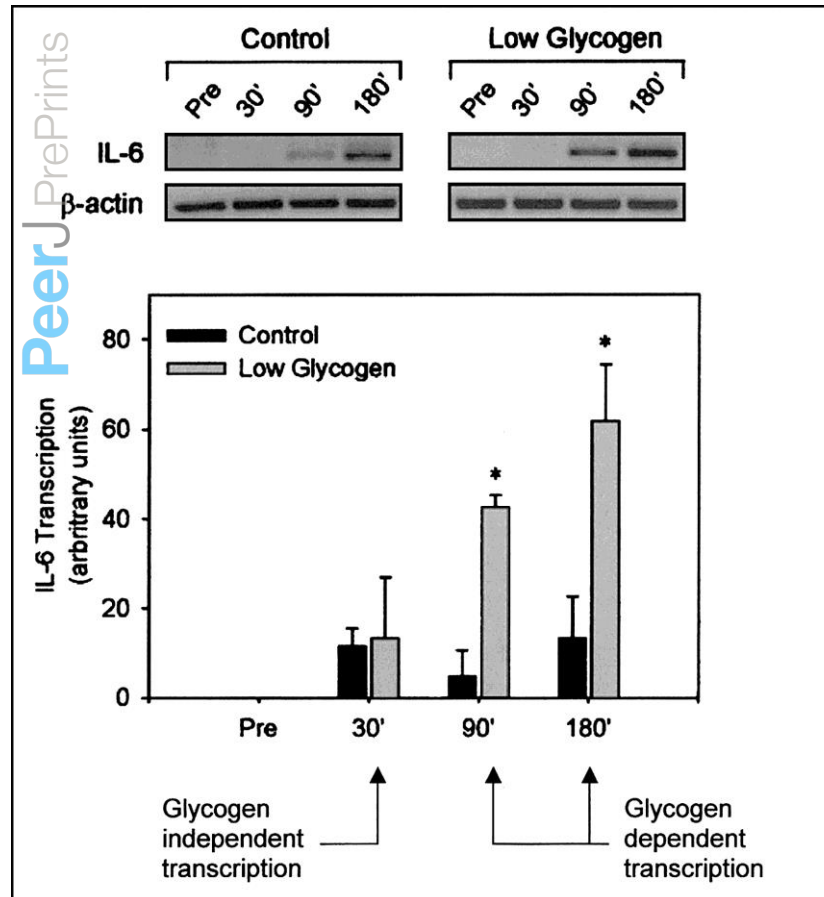 PeerJ PrePrints
Control Low Glycogen
Pre 30' 90' 180' Pre 30' 90' 180'
IL-6
β-actin
Control
Low Glycogen
*
*
IL-6 Transcription
(arbritrary units)
80
60
40
20
0
Pre 30' 90' 180'
Glycogen
independent
transcription
Glycogen
dependent
transcription